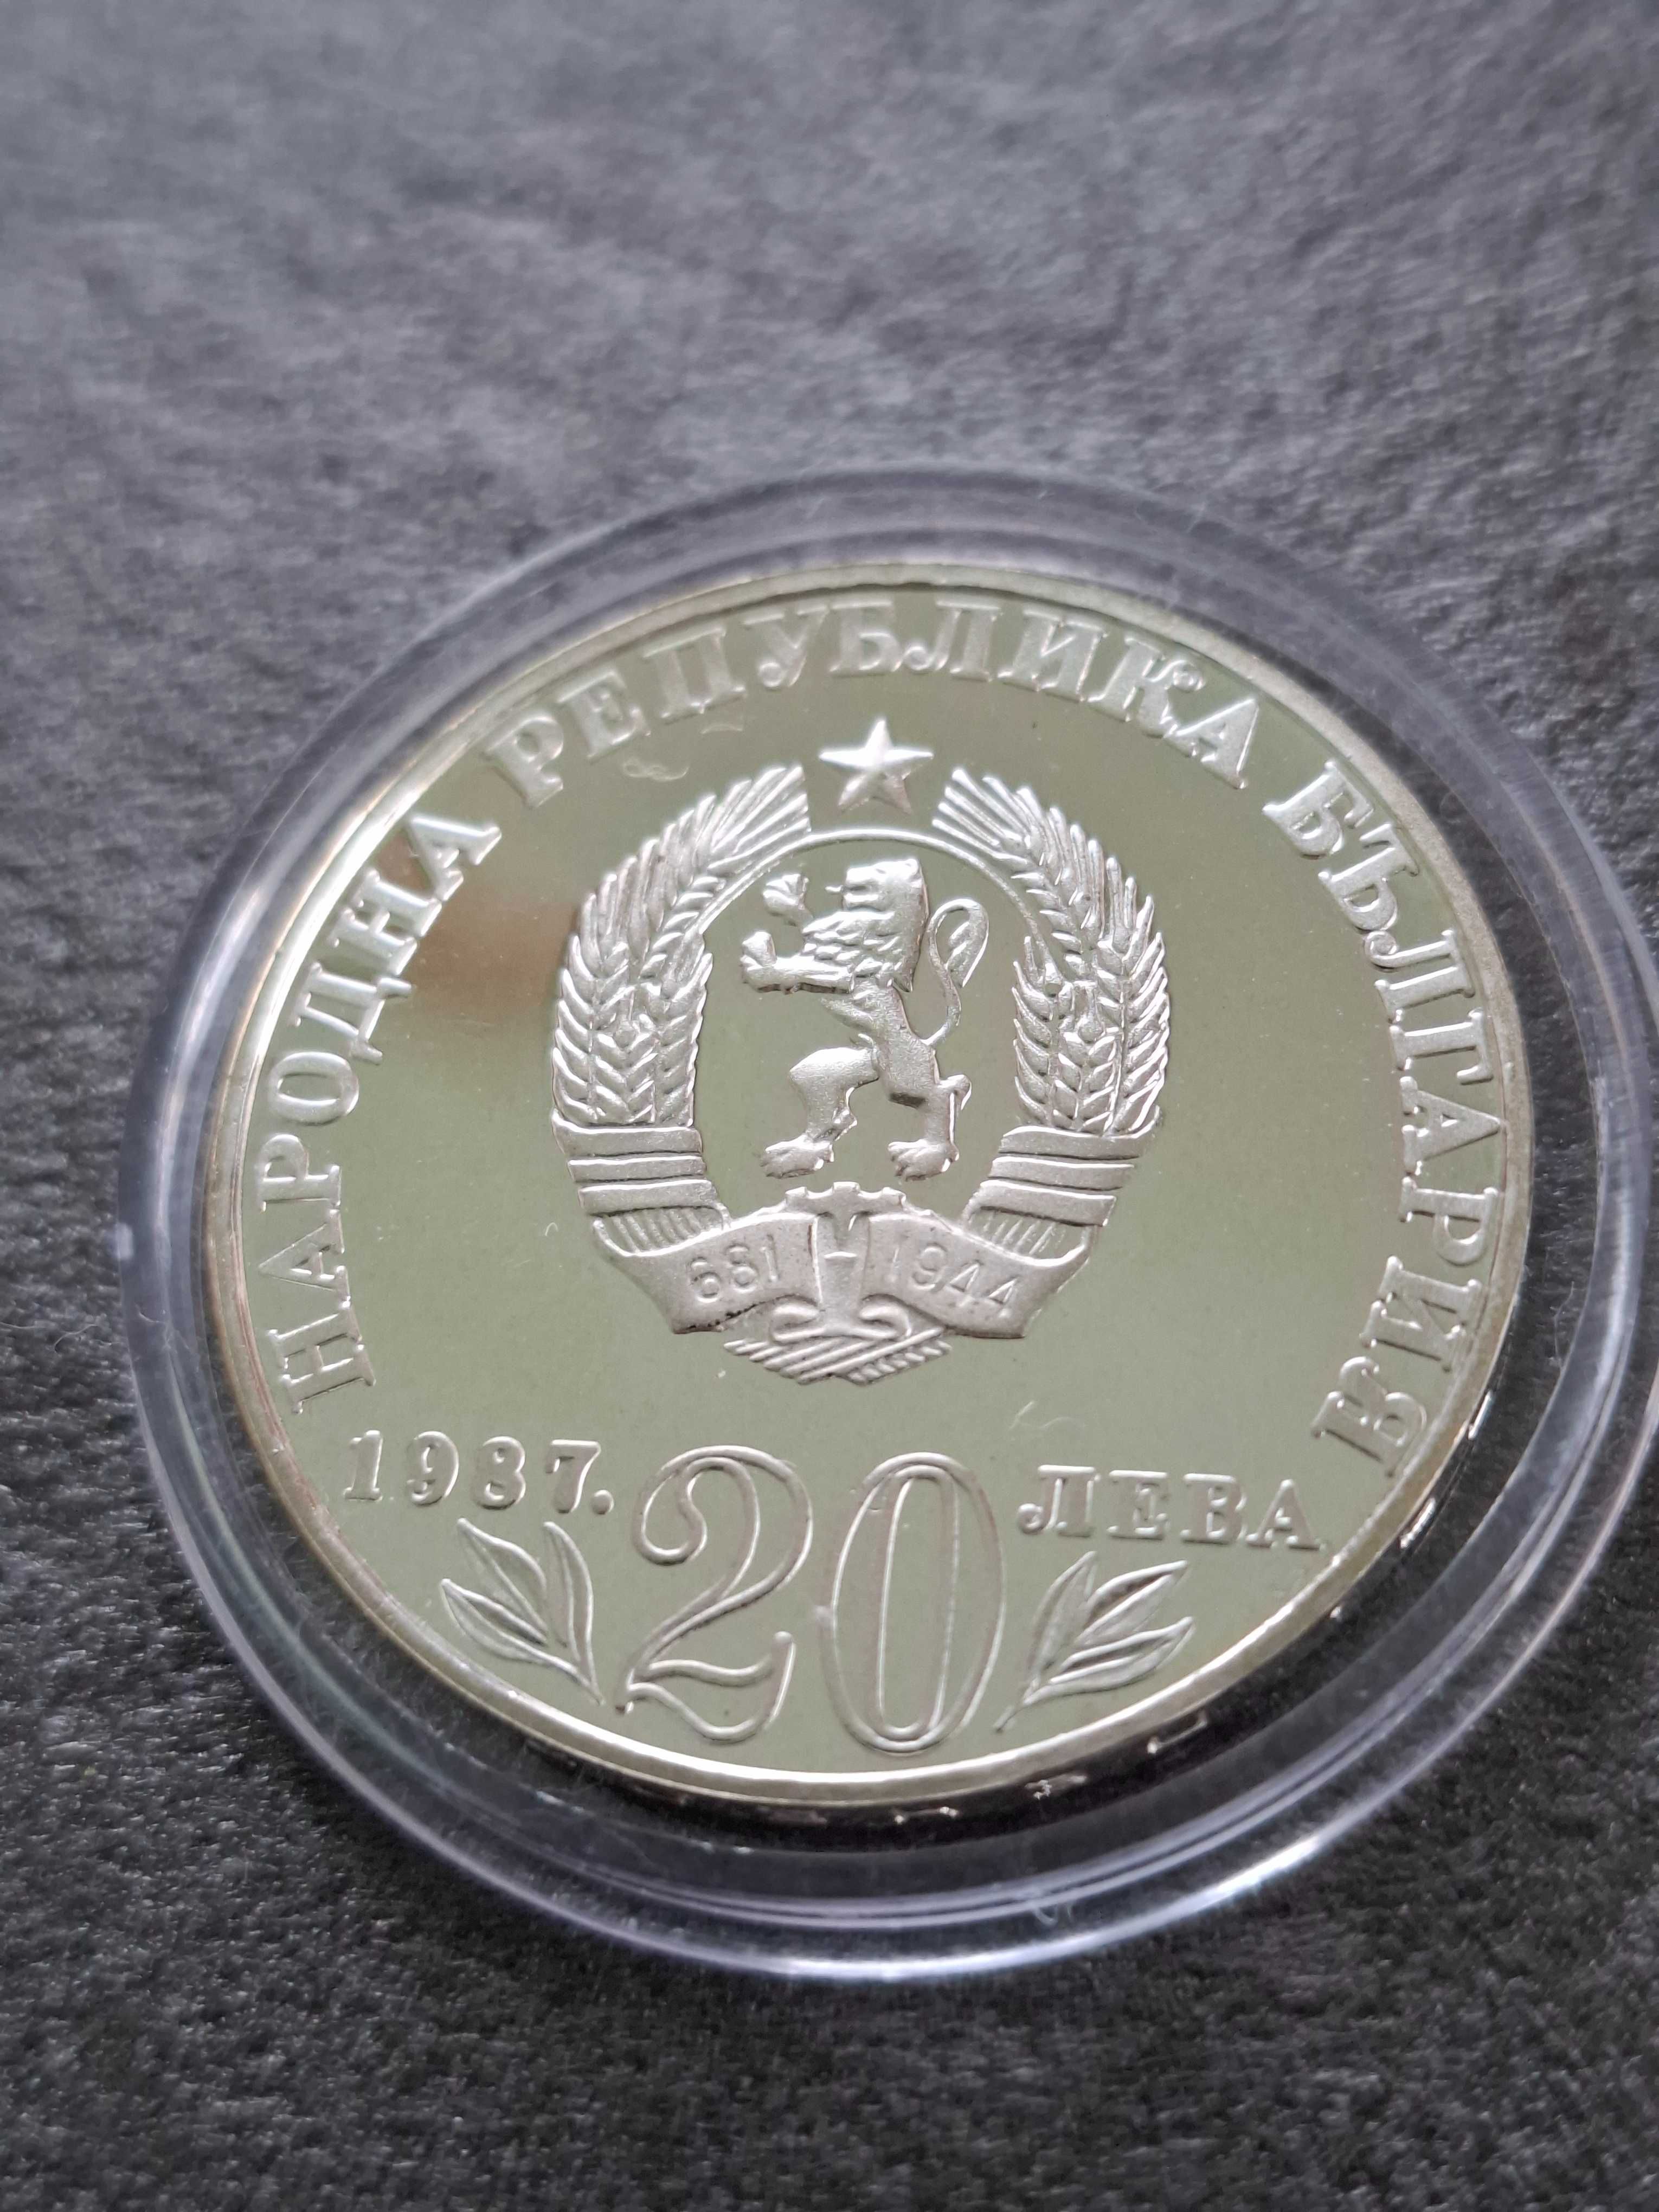 НАРОДНА РЕПУБЛИКА БЪЛГАРИЯ
681 1944
1987. 20 ЛЕВА